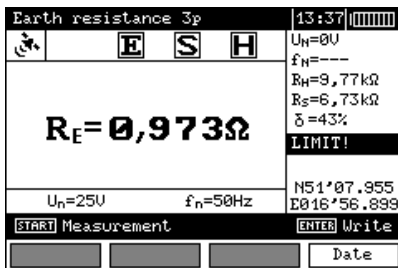 Earth resistance 3p 13:37
E S H
UN=0V
fN=---
RH=9,77kΩ
RS=6,73kΩ
δ=43%
LIMIT!
RE=0,973Ω
N51°07.955
E016°56.899
Un=25V fn=50Hz
START Measurement ENTER Write
Date